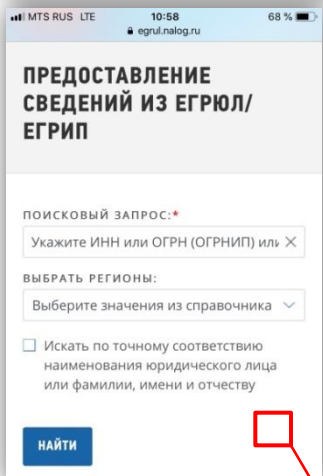 MTS RUS LTE 10:58 68 %
egrul.nalog.ru
ПРЕДОСТАВЛЕНИЕ
СВЕДЕНИЙ ИЗ ЕГРЮЛ/
ЕГРИП
ПОИСКОВЫЙ ЗАПРОС:*
Укажите ИНН или ОГРН (ОГРНИП) или
ВЫБРАТЬ РЕГИОНЫ:
Выберите значения из справочника
Искать по точному соответствию
наименования юридического лица
или фамилии, имени и отчеству
НАЙТИ